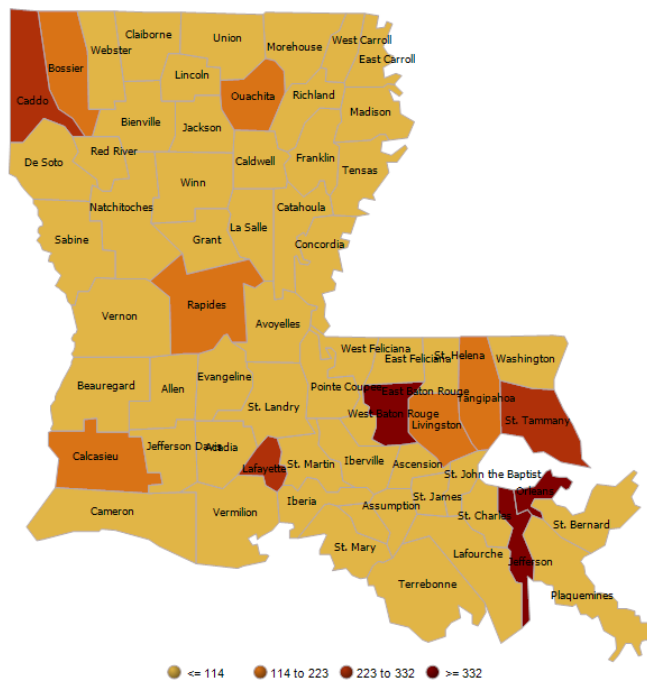 Claiborne
Union
Morehouse
West Carroll
Webster
East Carroll
Bossier
Lincoln
Caddo
Ouachita
Richland
Madison
Bienville
Jackson
Red River
De Soto
Caldwell
Franklin
Tensas
Winn
Natchitoches
Catahoula
La Salle
Sabine
Grant
Concordia
Rapides
Vernon
Avoyelles
West Feliciana
St. Helena
East Feliciana
Washington
Evangeline
Beauregard
Allen
Pointe Coupee
East Baton Rouge
Tangipahoa
St. Landry
West Baton Rouge
St. Tammany
Livingston
Jefferson Davis
Acadia
Calcasieu
Iberville
Lafayette
St. Martin
Ascension
St. John the Baptist
Orleans
St. James
Iberia
Assumption
Cameron
Vermilion
St. Charles
St. Bernard
St. Mary
Lafourche
Jefferson
Terrebonne
Plaquemines
<= 114 114 to 223 223 to 332 >= 332